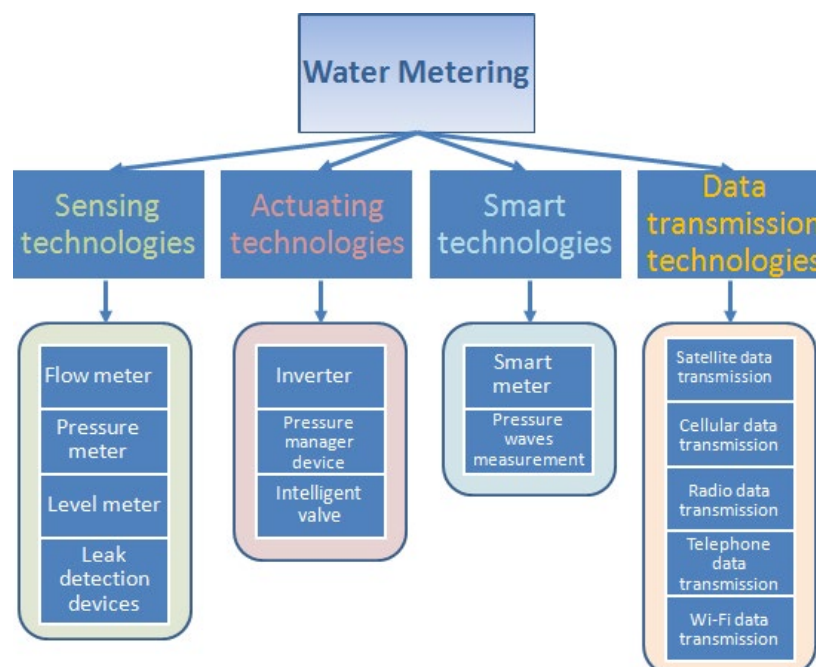 Water Metering
Sensing
technologies
Actuating
technologies
Smart
technologies
Data
transmission
technologies
Flow meter
Pressure
meter
Level meter
Leak
detection
devices
Inverter
Pressure
manager
device
Intelligent
valve
Smart
meter
Pressure
waves
measurement
Satellite data
transmission
Cellular data
transmission
Radio data
transmission
Telephone
data
transmission
Wi-Fi data
transmission